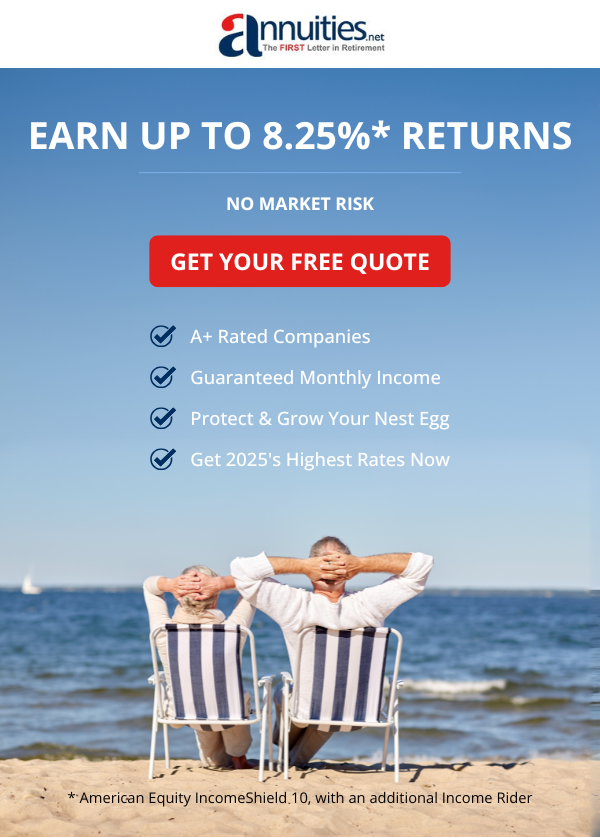 annuities.net
The FIRST Letter in Retirement
EARN UP TO 8.25%* RETURNS
NO MARKET RISK
GET YOUR FREE QUOTE
A+ Rated Companies
Guaranteed Monthly Income
Protect & Grow Your Nest Egg
Get 2025's Highest Rates Now
* American Equity IncomeShield 10, with an additional Income Rider